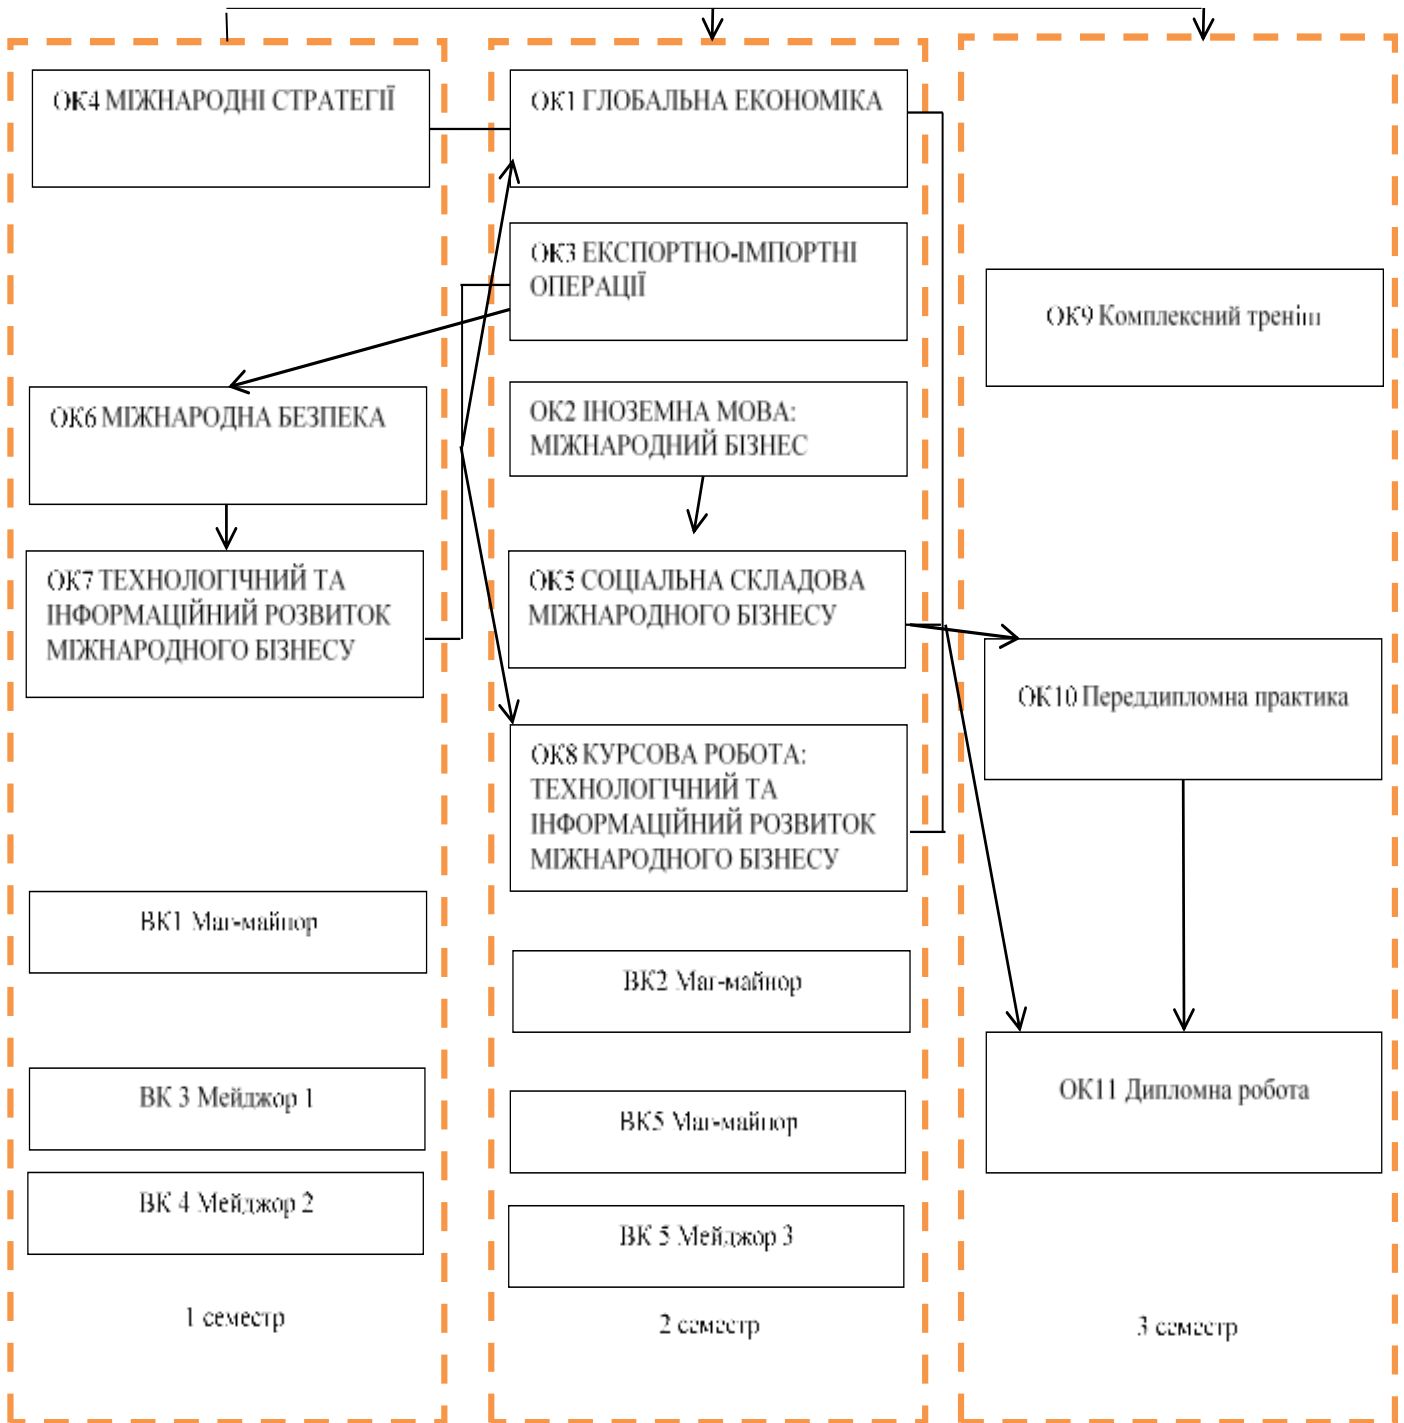 ОК4 МІЖНАРОДНІ СТРАТЕГІЇ
ОК6 МІЖНАРОДНА БЕЗПЕКА
ОК7 ТЕХНОЛОГІЧНИЙ ТА
ІНФОРМАЦІЙНИЙ РОЗВИТОК
МІЖНАРОДНОГО БІЗНЕСУ
ВК1 Маг-майнор
ВК 3 Мейджор 1
ВК 4 Мейджор 2
1 семестр
ОК1 ГЛОБАЛЬНА ЕКОНОМІКА
ОК3 ЕКСПОРТНО-ІМПОРТНІ
ОПЕРАЦІЇ
ОК2 ІНОЗЕМНА МОВА:
МІЖНАРОДНИЙ БІЗНЕС
ОК5 СОЦІАЛЬНА СКЛАДОВА
МІЖНАРОДНОГО БІЗНЕСУ
ОК8 КУРСОВА РОБОТА:
ТЕХНОЛОГІЧНИЙ ТА
ІНФОРМАЦІЙНИЙ РОЗВИТОК
МІЖНАРОДНОГО БІЗНЕСУ
ВК2 Маг-майнор
ВК5 Маг-майнор
ВК 5 Мейджор 3
2 семестр
ОК9 Комплексний тренінг
ОК10 Переддипломна практика
ОК11 Дипломна робота
3 семестр